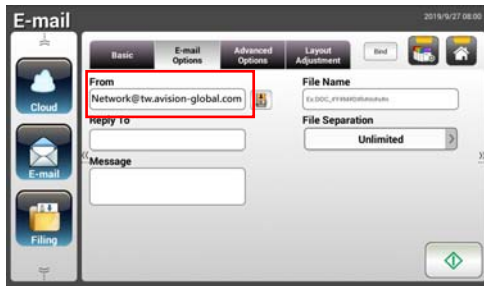 E-mail
2019/9/27 08:00
Basic
E-mail Options
Advanced Options
Layout Adjustment
Bind
Cloud
E-mail
Filing
From
Network@tw.avision-global.com
Reply To
Message
File Name
File Separation
Unlimited